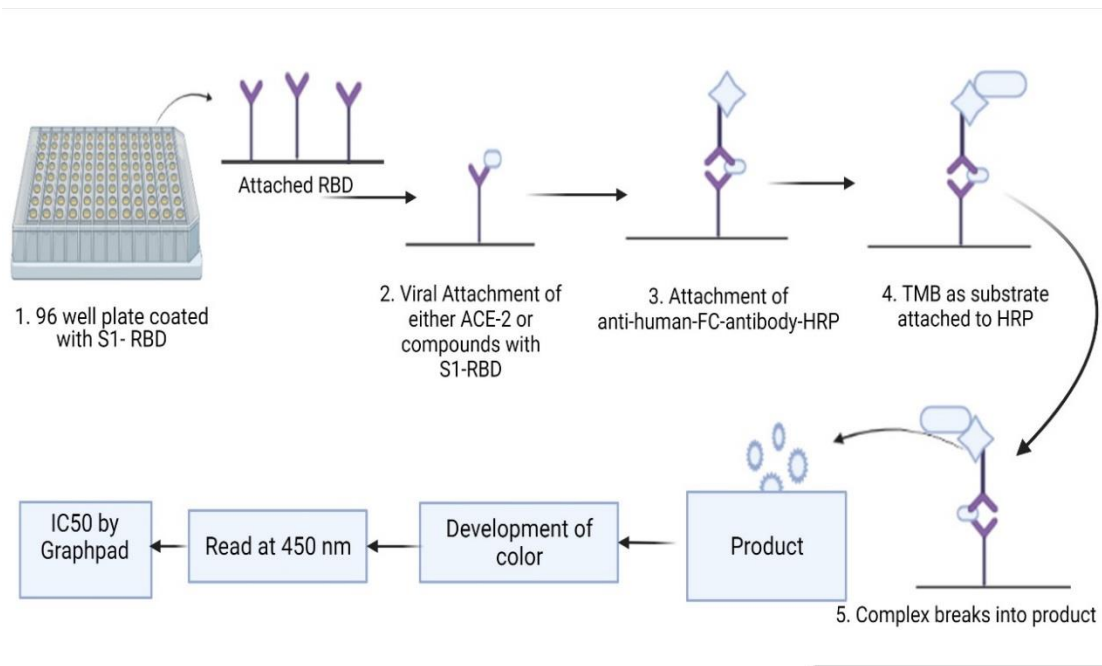 Attached RBD
1. 96 well plate coated
with S1- RBD
2. Viral Attachment of
either ACE-2 or
compounds with
S1-RBD
3. Attachment of
anti-human-FC-antibody-HRP
4. TMB as substrate
attached to HRP
5. Complex breaks into product
Product
Development of
color
Read at 450 nm
IC50 by
Graphpad